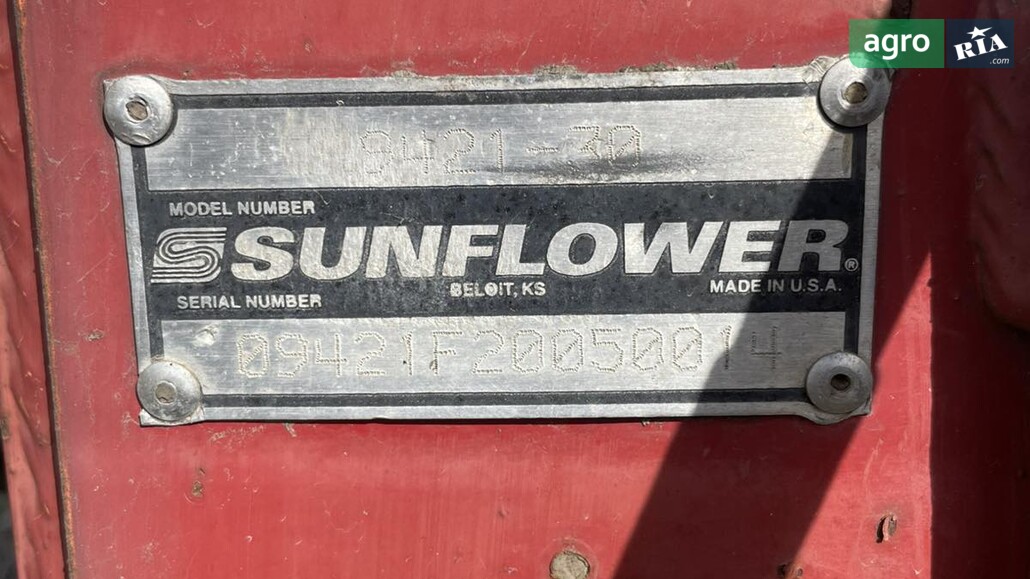 agro RIA .com
9421-30
MODEL NUMBER
S SUNFLOWER®
BELOIT, KS
MADE IN U.S.A.
SERIAL NUMBER
09421F20050014